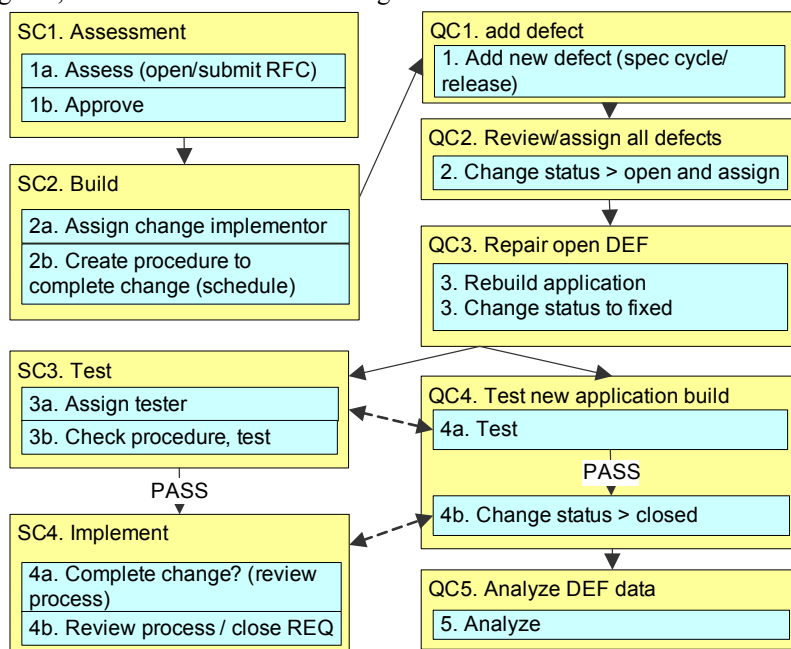 SC1. Assessment
1a. Assess (open/submit RFC)
1b. Approve
SC2. Build
2a. Assign change implementor
2b. Create procedure to
complete change (schedule)
SC3. Test
3a. Assign tester
3b. Check procedure, test
PASS
SC4. Implement
4a. Complete change? (review
process)
4b. Review process / close REQ
QC1. add defect
1. Add new defect (spec cycle/
release)
QC2. Review/assign all defects
2. Change status > open and assign
QC3. Repair open DEF
3. Rebuild application
3. Change status to fixed
QC4. Test new application build
4a. Test
PASS
4b. Change status > closed
QC5. Analyze DEF data
5. Analyze